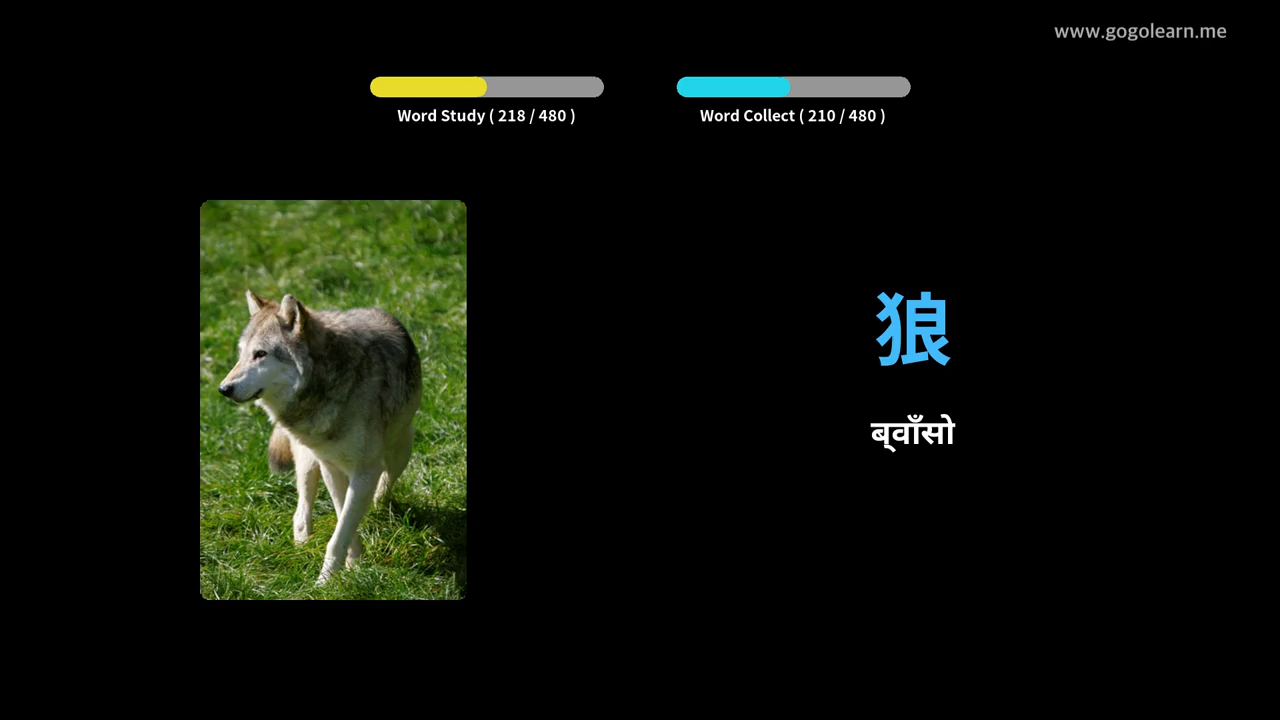 www.gogolearn.me
Word Study ( 218 / 480 )
Word Collect ( 210 / 480 )
狼
ब्वाँसो